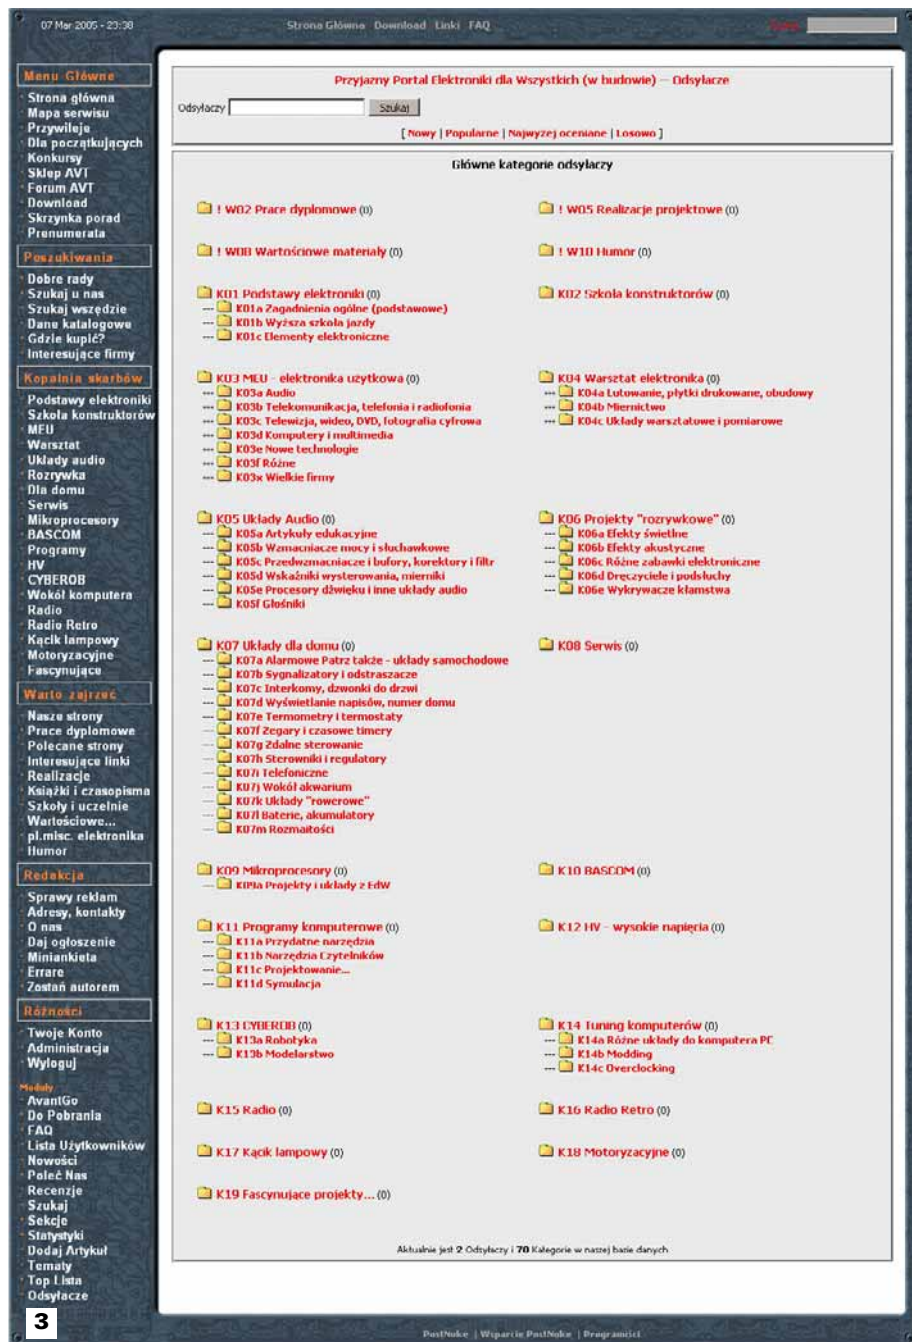 07 Mar 2005 - 23:38
Strona Główna Download Linki FAQ
Menu Główne
Strona główna
Mapa serwisu
Przywileje
Dla początkujących
Konkursy
Sklep AVT
Forum AVT
Download
Skrzynka porad
Prenumerata
Poszukiwania
Dobre rady
Szukaj u nas
Szukaj wszędzie
Dane katalogowe
Gdzie kupić?
Interesujące firmy
Kopalnia skarbów
Podstawy elektroniki
Szkoła konstruktorów
MEU
Warsztat
Układy audio
Rozrywka
Dla domu
Serwis
Mikroprocesory
BASCOM
Programy
HV
CYBEROB
Wokół komputera
Radio
Radio Retro
Kącik lampowy
Motoryzacyjne
Fascynujące
Warto zajrzeć
Nasze strony
Prace dyplomowe
Polecane strony
Interesujące linki
Realizacje
Książki i czasopisma
Szkoły i uczelnie
Wartościowe...
pl.misc. elektronika
Humor
Redakcja
Sprawy reklam
Adresy, kontakty
O nas
Daj ogłoszenie
Miniankieta
Errare
Zostań autorem
Różności
Twoje Konto
Administracja
Wyloguj
Moduły
AvantGo
Do Pobrania
FAQ
Lista Użytkowników
Nowości
Poleć Nas
Recenzje
Szukaj
Sekcje
Statystyki
Dodaj Artykuł
Tematy
Top Lista
Odsyłacze
3
Przyjazny Portal Elektroniki dla Wszystkich (w budowie) — Odsyłacze
Odsyłacze Szukaj
[ Nowy | Popularne | Najwyzej oceniane | Losowo ]
Główne kategorie odsyłaczy
! W02 Prace dyplomowe (0)
! W05 Realizacje projektowe (0)
! W08 Wartościowe materiały (0)
! W10 Humor (0)
K01 Podstawy elektroniki (0)
--- K01a Zagadnienia ogólne (podstawowe)
--- K01b Wyższa szkoła jazdy
--- K01c Elementy elektroniczne
K02 Szkoła konstruktorów (0)
K03 MEU - elektronika użytkowa (0)
--- K03a Audio
--- K03b Telekomunikacja, telefonia i radiofonia
--- K03c Telewizja, wideo, DVD, fotografia cyfrowa
--- K03d Komputery i multimedia
--- K03e Nowe technologie
--- K03f Różne
--- K03x Wielkie firmy
K04 Warsztat elektronika (0)
--- K04a Lutowanie, płytki drukowane, obudowy
--- K04b Miernictwo
--- K04c Układy warsztatowe i pomiarowe
K05 Układy Audio (0)
--- K05a Artykuły edukacyjne
--- K05b Wzmacniacze mocy i słuchawkowe
--- K05c Przedwzmacniacze i bufory, korektory i filtr
--- K05d Wskaźniki wysterowania, mierniki
--- K05e Procesory dźwięku i inne układy audio
--- K05f Głośniki
K06 Projekty "rozrywkowe" (0)
--- K06a Efekty świetlne
--- K06b Efekty akustyczne
--- K06c Różne zabawki elektroniczne
--- K06d Dręczyciele i podsłuchy
--- K06e Wykrywacze kłamstwa
K07 Układy dla domu (0)
--- K07a Alarmowe Patrz także - układy samochodowe
--- K07b Sygnalizatory i odstraszacze
--- K07c Interkomy, dzwonki do drzwi
--- K07d Wyświetlanie napisów, numer domu
--- K07e Termometry i termostaty
--- K07f Zegary i czasowe timery
--- K07g Zdalne sterowanie
--- K07h Sterowniki i regulatory
--- K07i Telefoniczne
--- K07j Wokół akwarium
--- K07k Układy "rowerowe"
--- K07l Baterie, akumulatory
--- K07m Rozmaitości
K08 Serwis (0)
K09 Mikroprocesory (0)
--- K09a Projekty i układy z EdW
K10 BASCOM (0)
K11 Programy komputerowe (0)
--- K11a Przydatne narzędzia
--- K11b Narzędzia Czytelników
--- K11c Projektowanie...
--- K11d Symulacja
K12 HV - wysokie napięcia (0)
K13 CYBEROB (0)
--- K13a Robotyka
--- K13b Modelarstwo
K14 Tuning komputerów (0)
--- K14a Różne układy do komputera PC
--- K14b Modding
--- K14c Overclocking
K15 Radio (0)
K16 Radio Retro (0)
K17 Kącik lampowy (0)
K18 Motoryzacyjne (0)
K19 Fascynujące projekty... (0)
Aktualnie jest 2 Odsyłaczy i 70 Kategorie w naszej bazie danych
PostNuke | Wsparcie PostNuke | Programiści